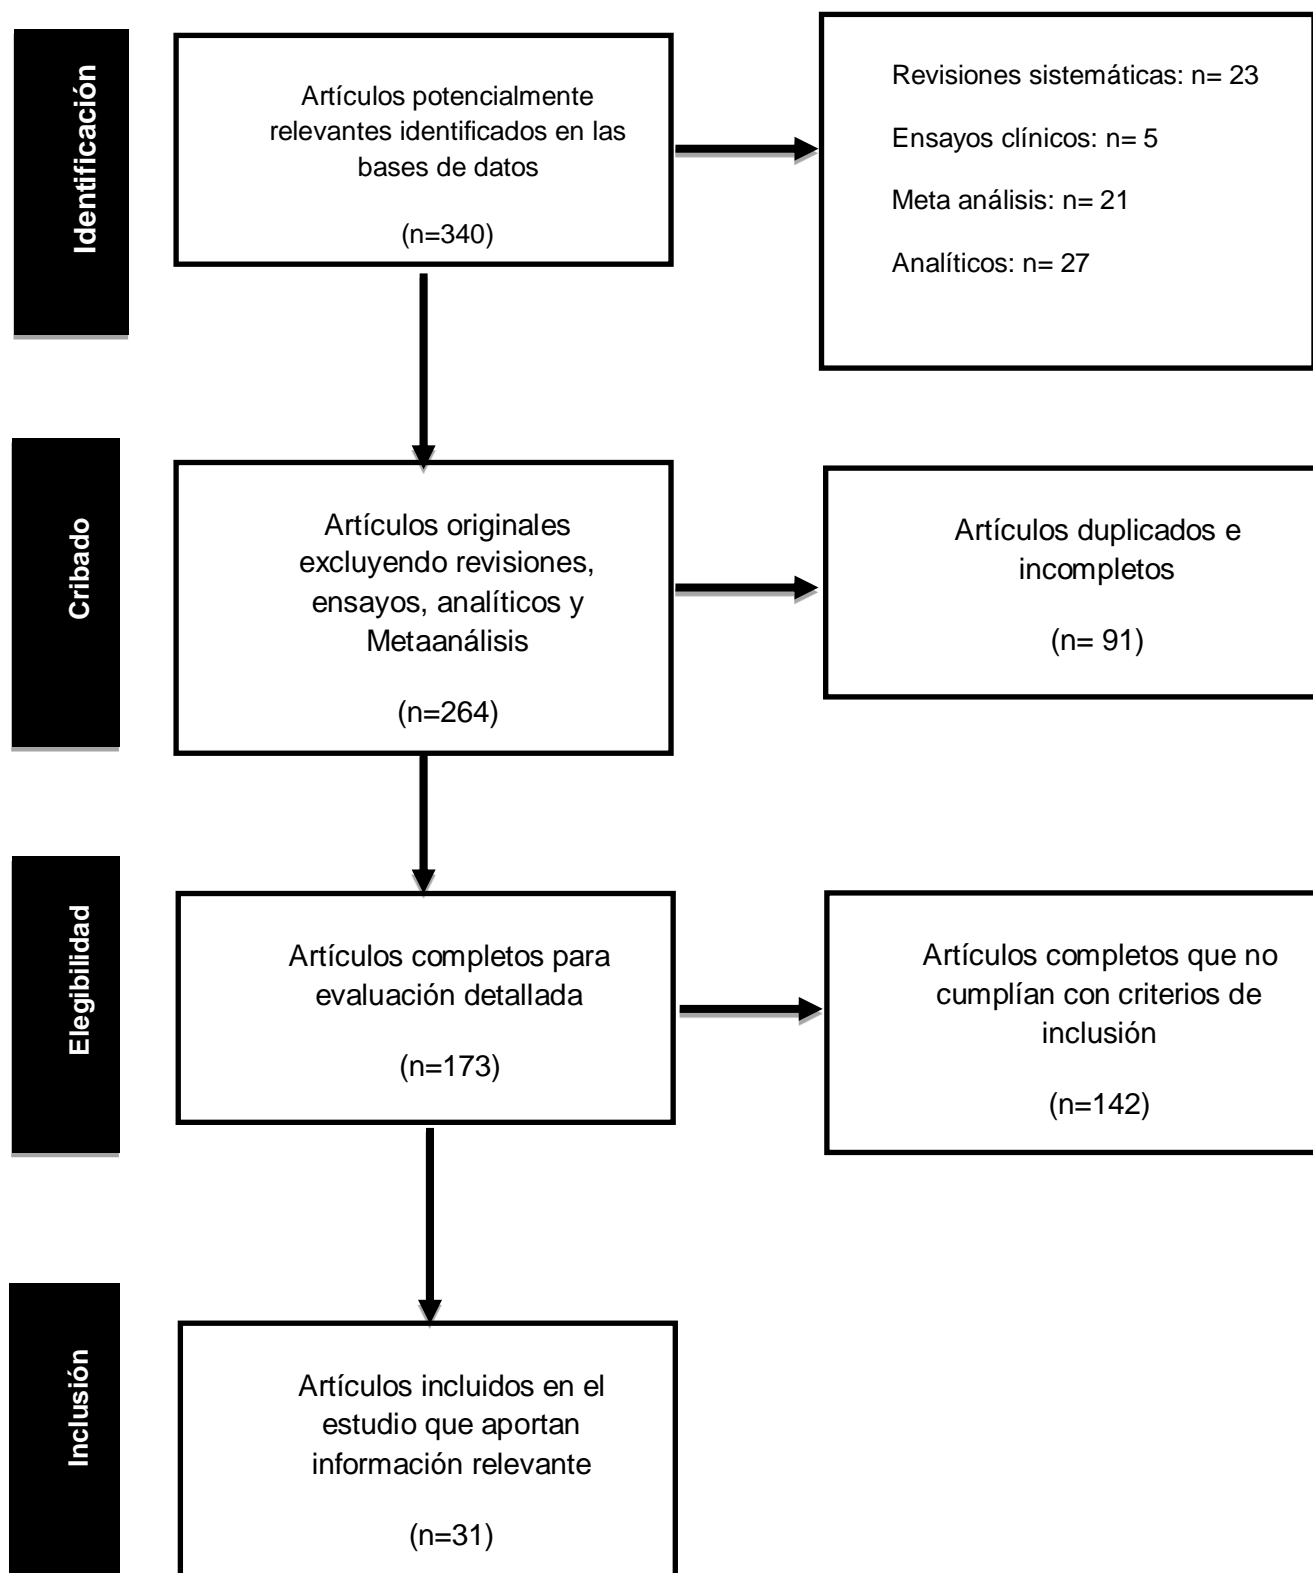 Identificación
Artículos potencialmente
relevantes identificados en las
bases de datos
(n=340)
Revisiones sistemáticas: n= 23
Ensayos clínicos: n= 5
Meta análisis: n= 21
Analíticos: n= 27
Cribado
Artículos originales
excluyendo revisiones,
ensayos, analíticos y
Metaanálisis
(n=264)
Artículos duplicados e
incompletos
(n= 91)
Elegibilidad
Artículos completos para
evaluación detallada
(n=173)
Artículos completos que no
cumplían con criterios de
inclusión
(n=142)
Inclusión
Artículos incluidos en el
estudio que aportan
información relevante
(n=31)